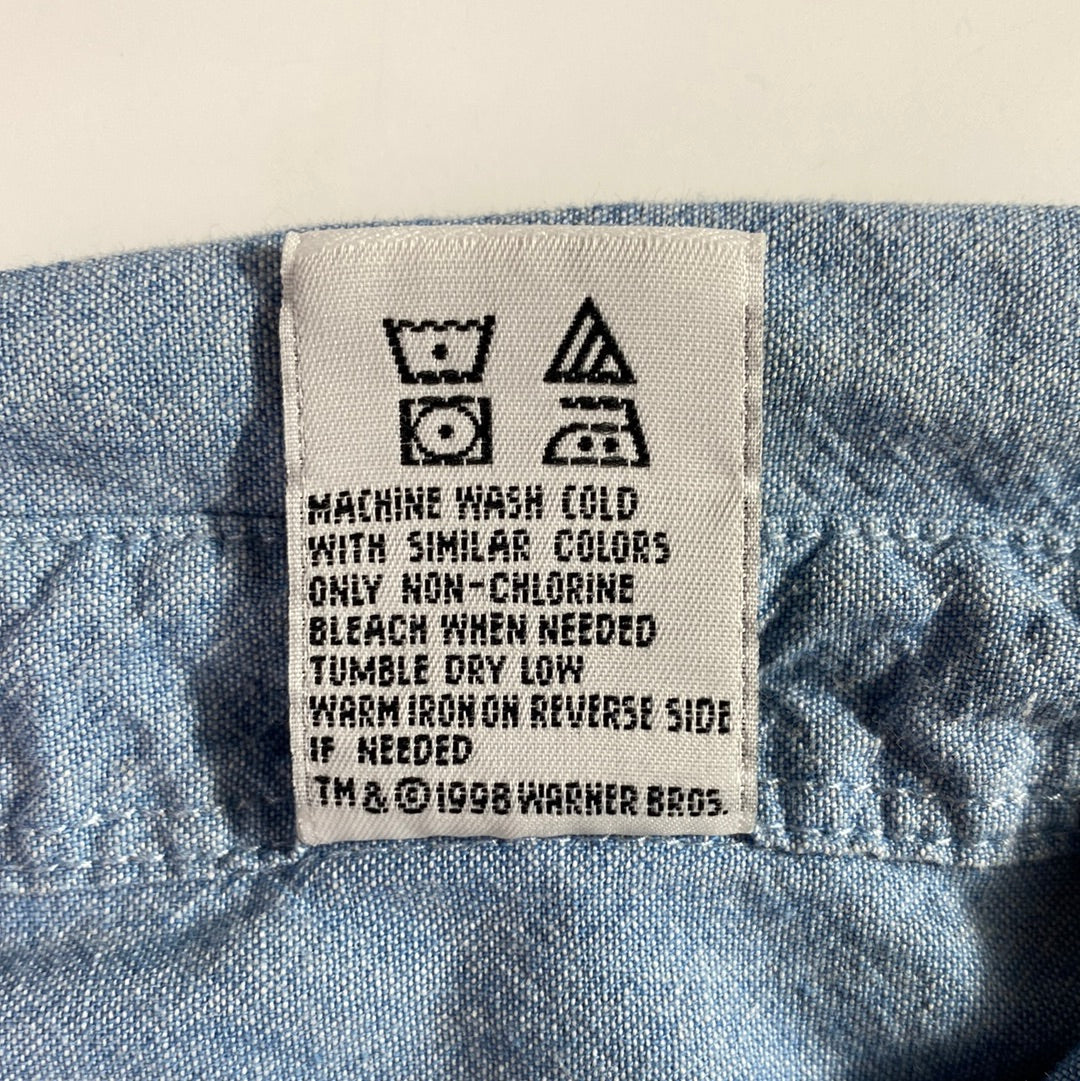 MACHINE WASH COLD
WITH SIMILAR COLORS
ONLY NON-CHLORINE
BLEACH WHEN NEEDED
TUMBLE DRY LOW
WARM IRON ON REVERSE SIDE
IF NEEDED
TM & ©1998 WARNER BROS.